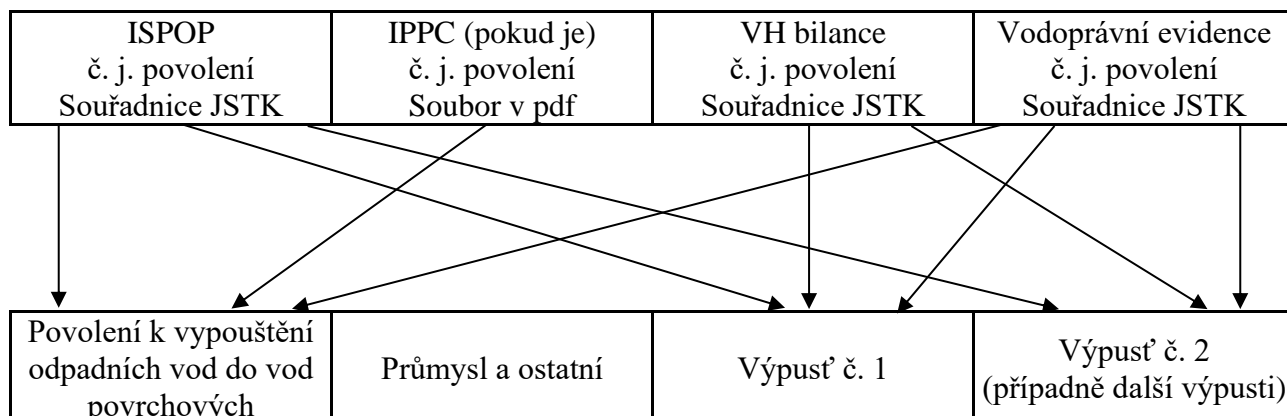 ISPOP
č. j. povolení
Souřadnice JSTK
IPPC (pokud je)
č. j. povolení
Soubor v pdf
VH bilance
č. j. povolení
Souřadnice JSTK
Vodoprávní evidence
č. j. povolení
Souřadnice JSTK
Povolení k vypouštění
odpadních vod do vod
povrchových
Průmysl a ostatní
Výpusť č. 1
Výpusť č. 2
(případně další výpusti)